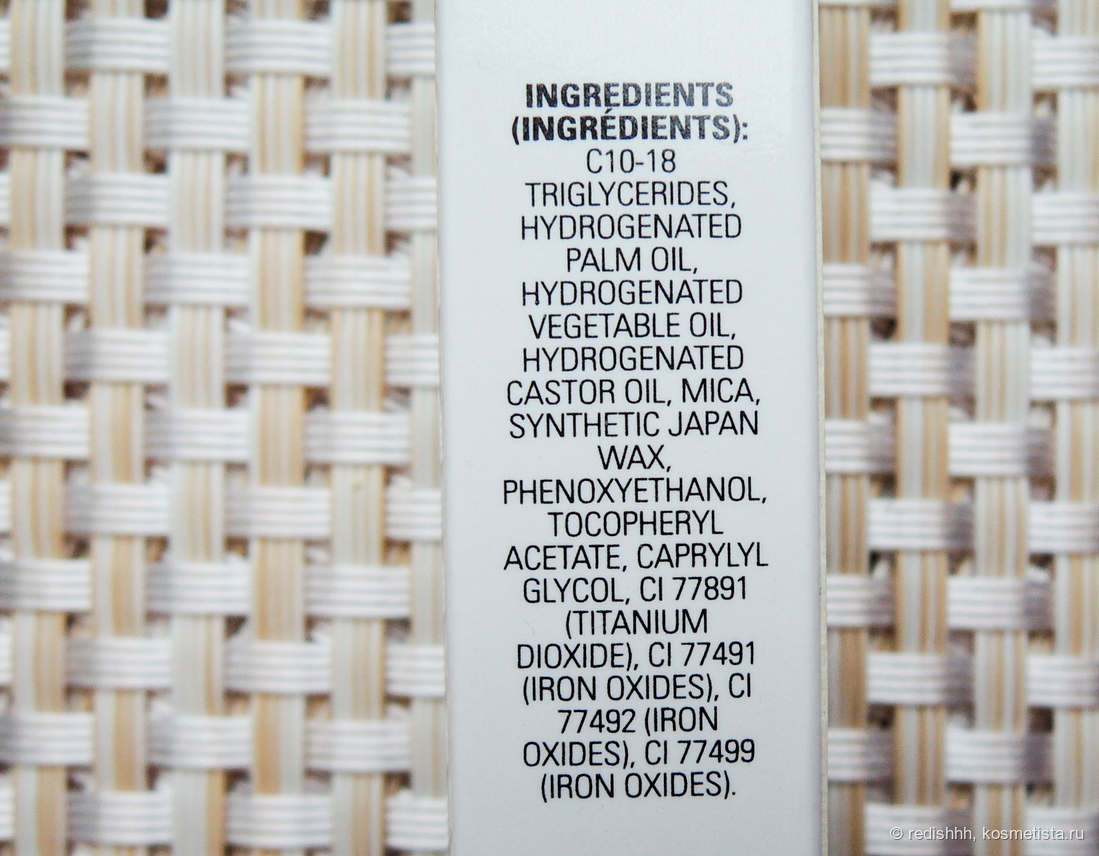 INGREDIENTS
(INGRÉDIENTS):
C10-18
TRIGLYCERIDES,
HYDROGENATED
PALM OIL,
HYDROGENATED
VEGETABLE OIL,
HYDROGENATED
CASTOR OIL, MICA,
SYNTHETIC JAPAN
WAX,
PHENOXYETHANOL,
TOCOPHERYL
ACETATE, CAPRYLYL
GLYCOL, CI 77891
(TITANIUM
DIOXIDE), CI 77491
(IRON OXIDES), CI
77492 (IRON
OXIDES), CI 77499
(IRON OXIDES).
© redishhh, kosmetista.ru